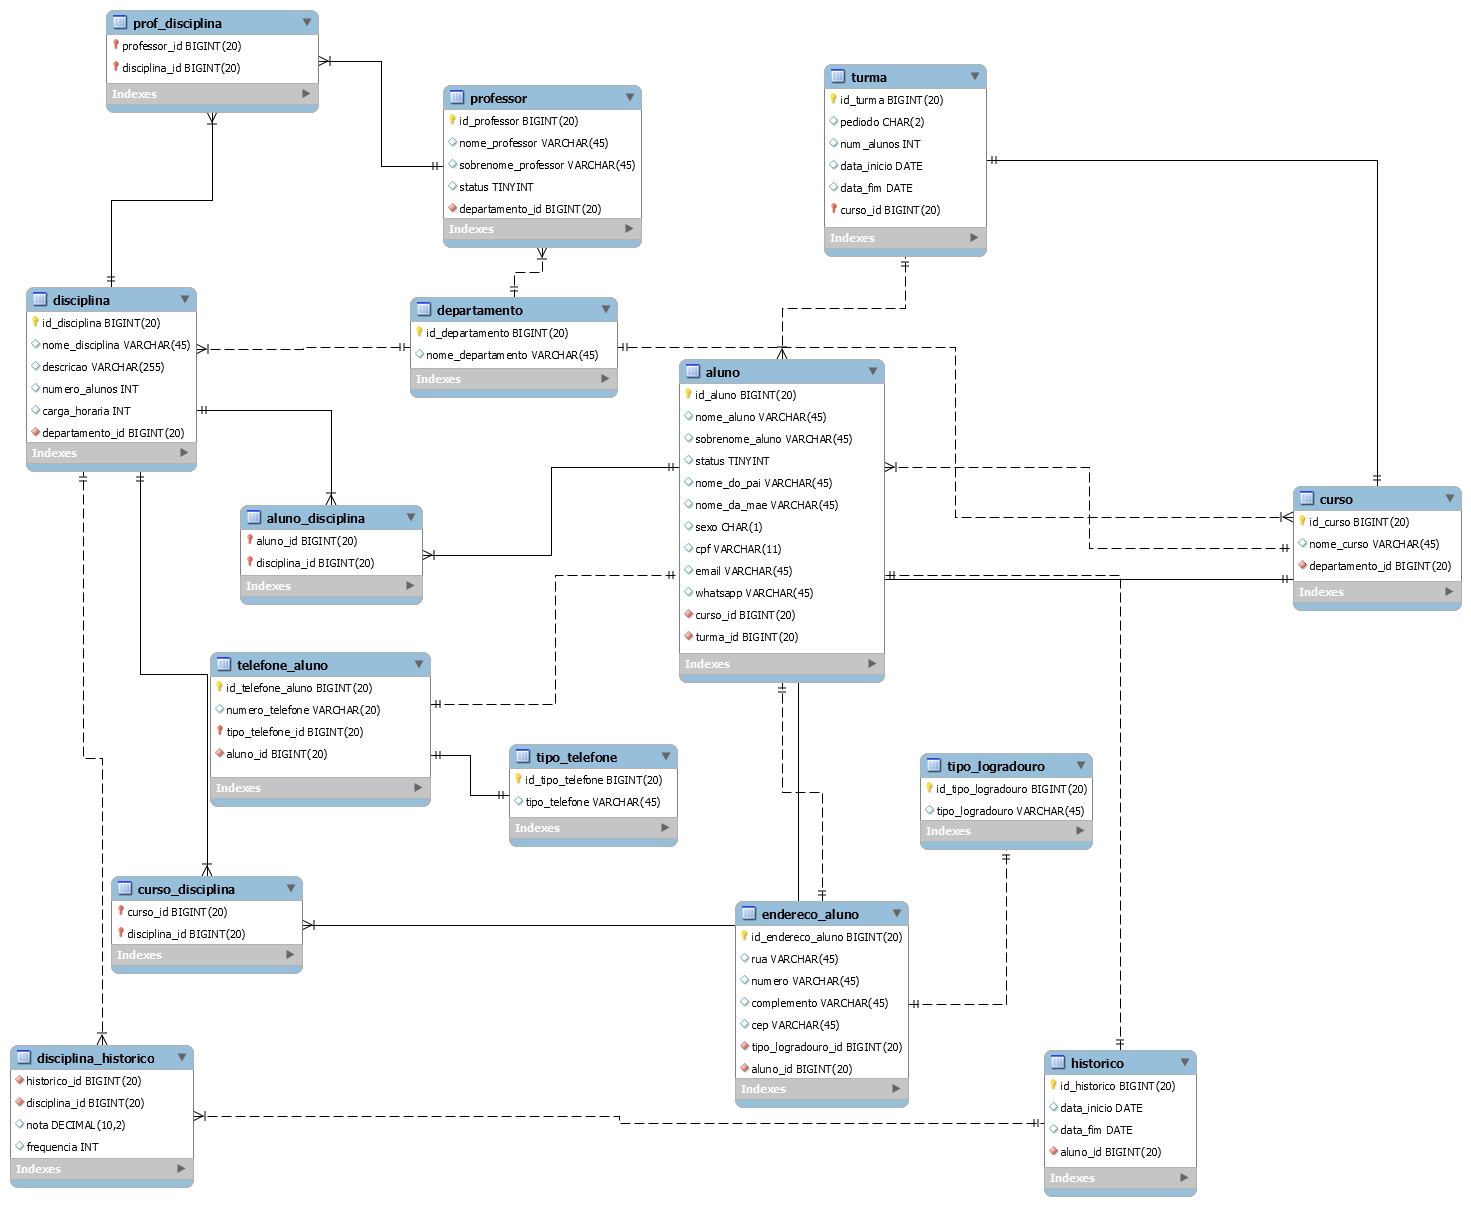 prof_disciplina
professor_id BIGINT(20)
disciplina_id BIGINT(20)
Indexes
professor
id_professor BIGINT(20)
nome_professor VARCHAR(45)
sobrenome_professor VARCHAR(45)
status TINYINT
departamento_id BIGINT(20)
Indexes
turma
id_turma BIGINT(20)
pediodo CHAR(2)
num_alunos INT
data_inicio DATE
data_fim DATE
curso_id BIGINT(20)
Indexes
disciplina
id_disciplina BIGINT(20)
nome_disciplina VARCHAR(45)
descricao VARCHAR(255)
numero_alunos INT
carga_horaria INT
departamento_id BIGINT(20)
Indexes
departamento
id_departamento BIGINT(20)
nome_departamento VARCHAR(45)
Indexes
aluno
id_aluno BIGINT(20)
nome_aluno VARCHAR(45)
sobrenome_aluno VARCHAR(45)
status TINYINT
nome_do_pai VARCHAR(45)
nome_da_mae VARCHAR(45)
sexo CHAR(1)
cpf VARCHAR(11)
email VARCHAR(45)
whatsapp VARCHAR(45)
curso_id BIGINT(20)
turma_id BIGINT(20)
Indexes
curso
id_curso BIGINT(20)
nome_curso VARCHAR(45)
departamento_id BIGINT(20)
Indexes
aluno_disciplina
aluno_id BIGINT(20)
disciplina_id BIGINT(20)
Indexes
telefone_aluno
id_telefone_aluno BIGINT(20)
numero_telefone VARCHAR(20)
tipo_telefone_id BIGINT(20)
aluno_id BIGINT(20)
Indexes
tipo_telefone
id_tipo_telefone BIGINT(20)
tipo_telefone VARCHAR(45)
Indexes
tipo_logradouro
id_tipo_logradouro BIGINT(20)
tipo_logradouro VARCHAR(45)
Indexes
curso_disciplina
curso_id BIGINT(20)
disciplina_id BIGINT(20)
Indexes
endereco_aluno
id_endereco_aluno BIGINT(20)
rua VARCHAR(45)
numero VARCHAR(45)
complemento VARCHAR(45)
cep VARCHAR(45)
tipo_logradouro_id BIGINT(20)
aluno_id BIGINT(20)
Indexes
disciplina_historico
historico_id BIGINT(20)
disciplina_id BIGINT(20)
nota DECIMAL(10,2)
frequencia INT
Indexes
historico
id_historico BIGINT(20)
data_inicio DATE
data_fim DATE
aluno_id BIGINT(20)
Indexes